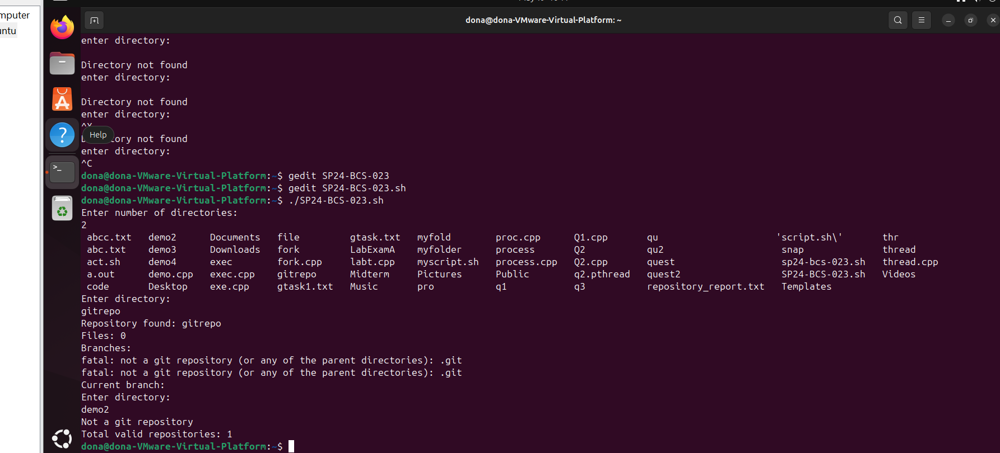 mputer
untu
dona@dona-VMware-Virtual-Platform: ~
enter directory:
Directory not found
enter directory:
Directory not found
enter directory:
^X
Help
tory not found
enter directory:
^C
dona@dona-VMware-Virtual-Platform:~$ gedit SP24-BCS-023
dona@dona-VMware-Virtual-Platform:~$ gedit SP24-BCS-023.sh
dona@dona-VMware-Virtual-Platform:~$ ./SP24-BCS-023.sh
Enter number of directories:
2
abcc.txt demo2 Documents file gtask.txt myfold proc.cpp Q1.cpp qu 'script.sh\' thr
abc.txt demo3 Downloads fork LabExamA myfolder process Q2 qu2 snap thread
act.sh demo4 exec fork.cpp labt.cpp myscript.sh process.cpp Q2.cpp quest sp24-bcs-023.sh thread.cpp
a.out demo.cpp exec.cpp gitrepo Midterm Pictures Public q2.pthread quest2 SP24-BCS-023.sh Videos
code Desktop exe.cpp gtask1.txt Music pro q1 q3 repository_report.txt Templates
Enter directory:
gitrepo
Repository found: gitrepo
Files: 0
Branches:
fatal: not a git repository (or any of the parent directories): .git
fatal: not a git repository (or any of the parent directories): .git
Current branch:
Enter directory:
demo2
Not a git repository
Total valid repositories: 1
dona@dona-VMware-Virtual-Platform:~$